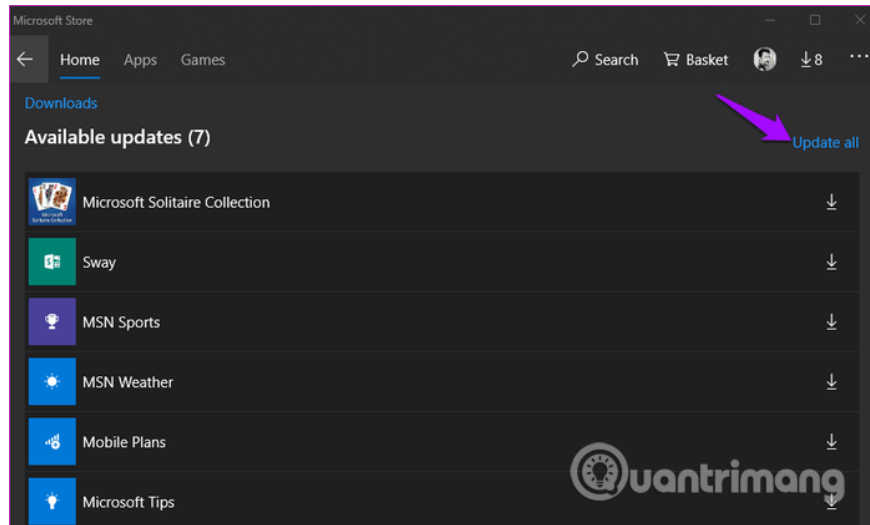 Microsoft Store
Home Apps Games Search Basket 8
Downloads
Available updates (7)
Update all
Microsoft Solitaire Collection
Sway
MSN Sports
MSN Weather
Mobile Plans
Microsoft Tips
Quantrimang